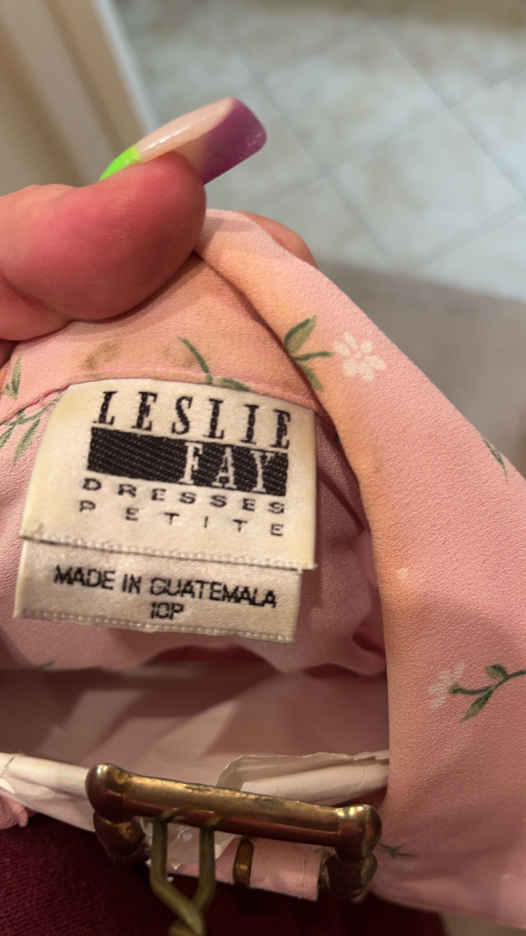 LESLIE
FAY
DRESSES
PETITE
MADE IN GUATEMALA
10P